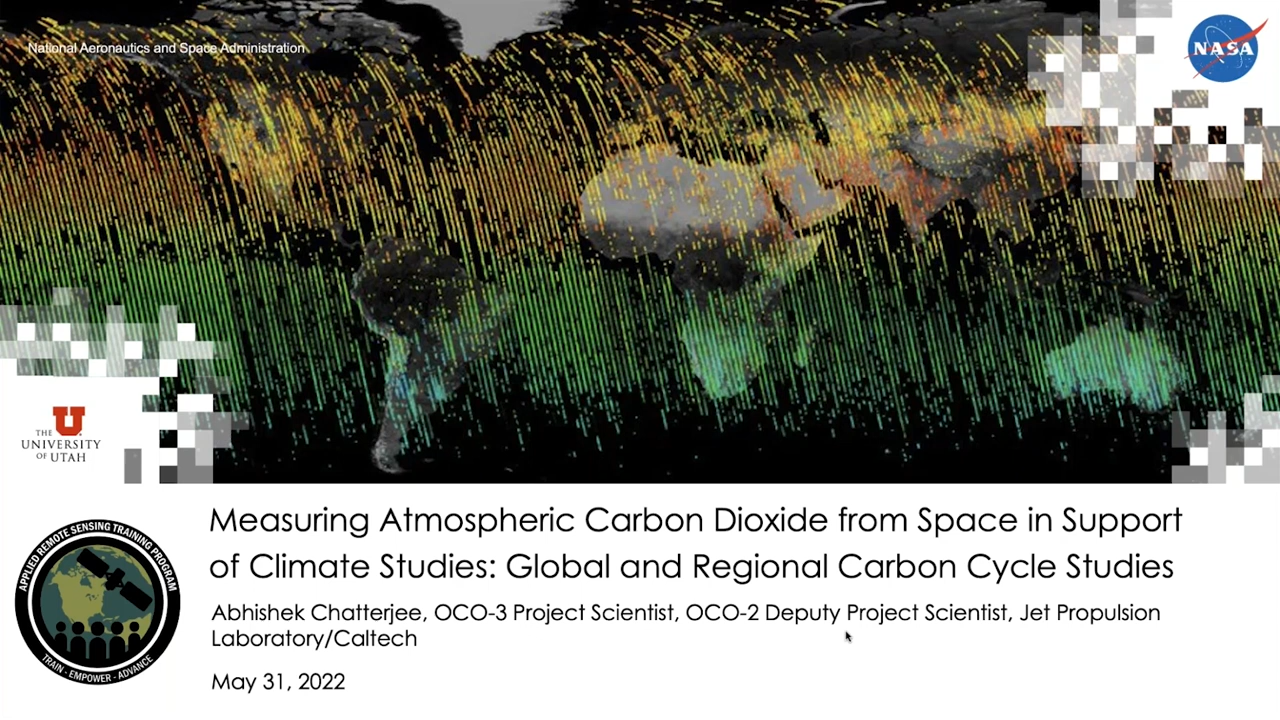 National Aeronautics and Space Administration
NASA
THE
UNIVERSITY
OF UTAH
APPLIED REMOTE SENSING TRAINING PROGRAM
TRAIN - EMPOWER - ADVANCE
Measuring Atmospheric Carbon Dioxide from Space in Support
of Climate Studies: Global and Regional Carbon Cycle Studies
Abhishek Chatterjee, OCO-3 Project Scientist, OCO-2 Deputy Project Scientist, Jet Propulsion
Laboratory/Caltech
May 31, 2022